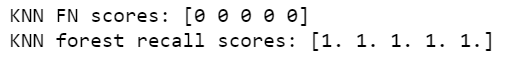 KNN FN scores: [0 0 0 0 0]
KNN forest recall scores: [1. 1. 1. 1. 1.]